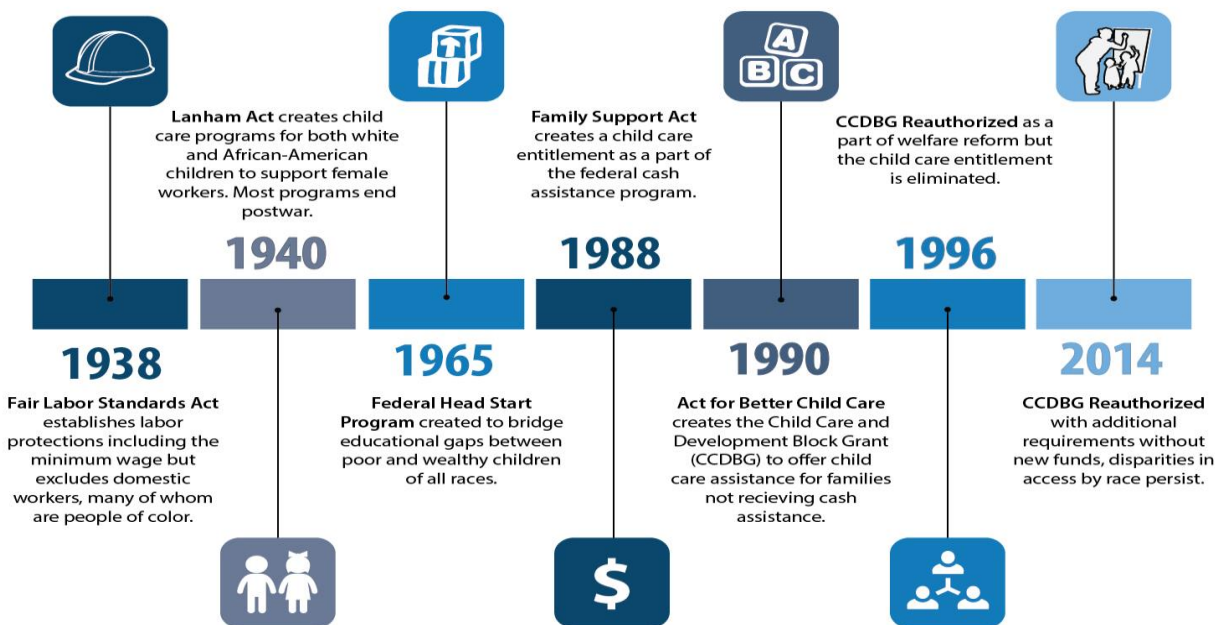 A
B
C
Lanham Act creates child
care programs for both white
and African-American
children to support female
workers. Most programs end
postwar.
1940
Family Support Act
creates a child care
entitlement as a part of
the federal cash
assistance program.
1988
CCDBG Reauthorized as a
part of welfare reform but
the child care entitlement
is eliminated.
1996
1938
Fair Labor Standards Act
establishes labor
protections including the
minimum wage but
excludes domestic
workers, many of whom
are people of color.
1965
Federal Head Start
Program created to bridge
educational gaps between
poor and wealthy children
of all races.
1990
Act for Better Child Care
creates the Child Care and
Development Block Grant
(CCDBG) to offer child
care assistance for families
not recieving cash
assistance.
2014
CCDBG Reauthorized
with additional
requirements without
new funds, disparities in
access by race persist.
$